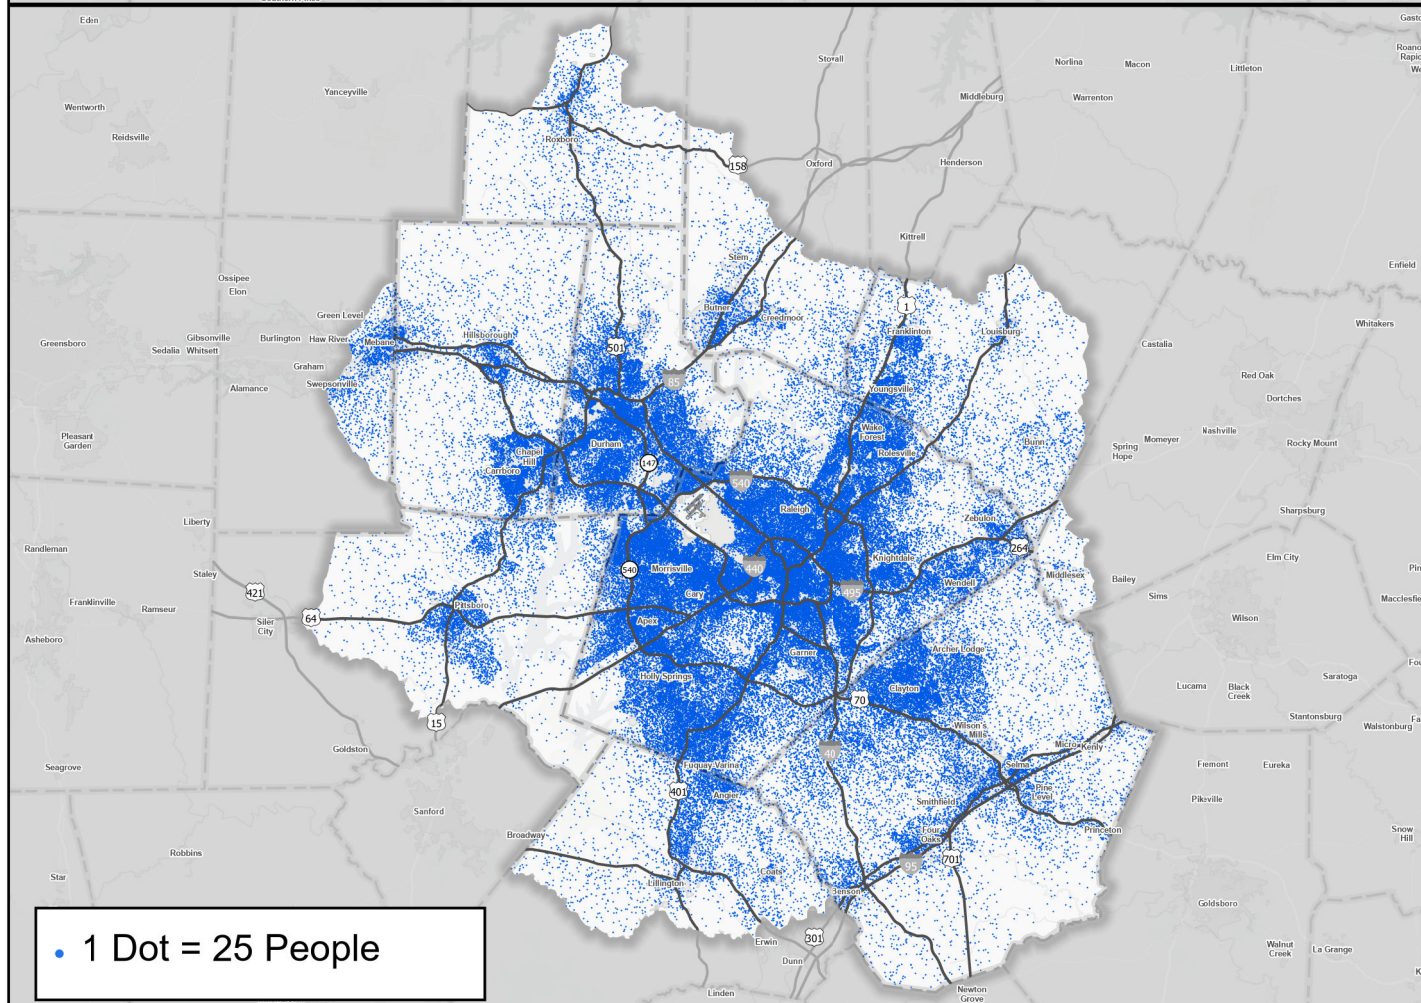 Eden
Stovall
Norlina
Macon
Littleton
Roanoke
Rapid
Yanceyville
Wentworth
Middleburg
Warrenton
Reidsville
Roxboro
158
Oxford
Henderson
Kittrell
Stem
Enfield
Ossipee
Elon
Butner
Creedmoor
1
Green Level
Franklinton
Louisburg
Whitakers
Greensboro
Gibsonville
Burlington
Haw River
Mebane
Hillsborough
501
Sedalia
Whitsett
Castalia
Graham
Swepsonville
85
Red Oak
Alamance
Youngsville
Dortches
Pleasant
Garden
Wake
Forest
Rolesville
Bunn
Spring
Hope
Momeyer
Nashville
Rocky Mount
Durham
Chapel
Hill
Carrboro
147
540
Raleigh
Liberty
Zebulon
Sharpsburg
Randleman
Staley
264
Elm City
Knightdale
540
Morrisville
440
Cary
495
Wendell
Middlesex
Bailey
Sims
421
Franklinville
Ramseur
64
Siler
City
Pittsboro
Apex
Wilson
Asheboro
Garner
Archer Lodge
Holly Springs
Clayton
Lucama
Black
Creek
Saratoga
70
15
Goldston
Wilson's
Mills
Stantonsburg
Walstonburg
40
Micro
Kenly
Seagrove
Fuquay-Varina
Selma
Fremont
Eureka
401
Angier
Pine
Level
Pikeville
Sanford
Smithfield
Broadway
Four
Oaks
Princeton
Snow
Hill
Robbins
95
701
Star
Lillington
Coats
Benson
Goldsboro
301
Erwin
Dunn
Walnut
Creek
La Grange
Linden
Newton
Grove
1 Dot = 25 People